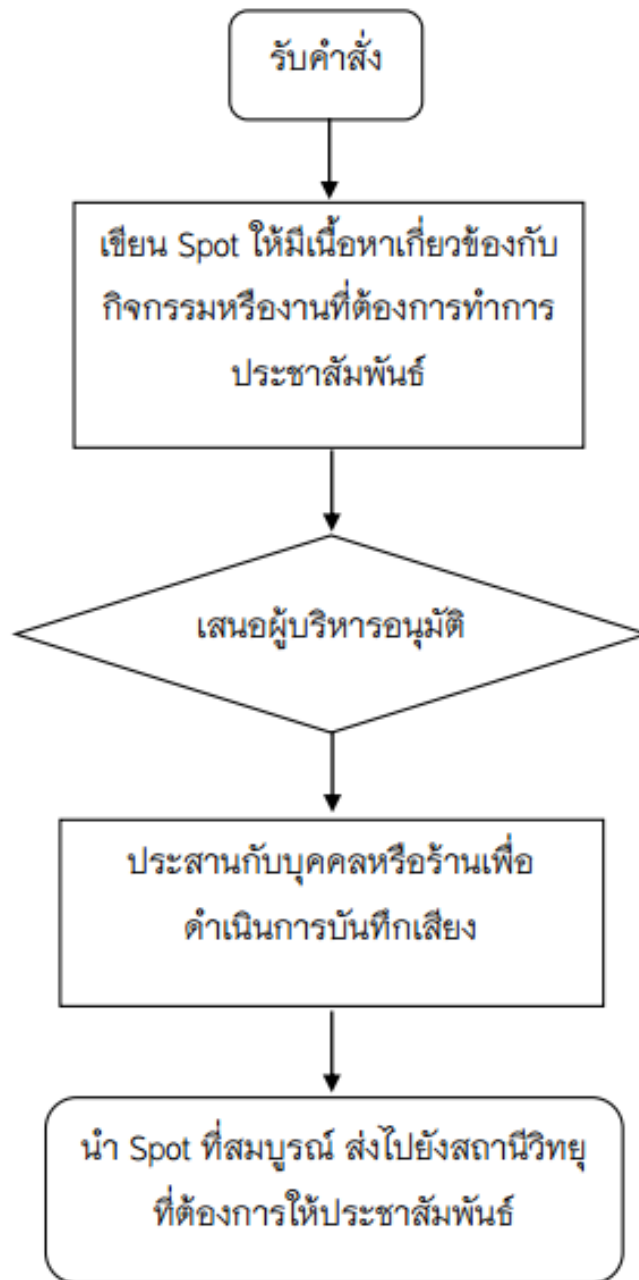 รับคำสั่ง
เขียน Spot ให้มีเนื้อหาเกี่ยวข้องกับ
กิจกรรมหรืองานที่ต้องการทำการ
ประชาสัมพันธ์
เสนอผู้บริหารอนุมัติ
ประสานกับบุคคลหรือร้านเพื่อ
ดำเนินการบันทึกเสียง
นำ Spot ที่สมบูรณ์ ส่งไปยังสถานีวิทยุ
ที่ต้องการให้ประชาสัมพันธ์